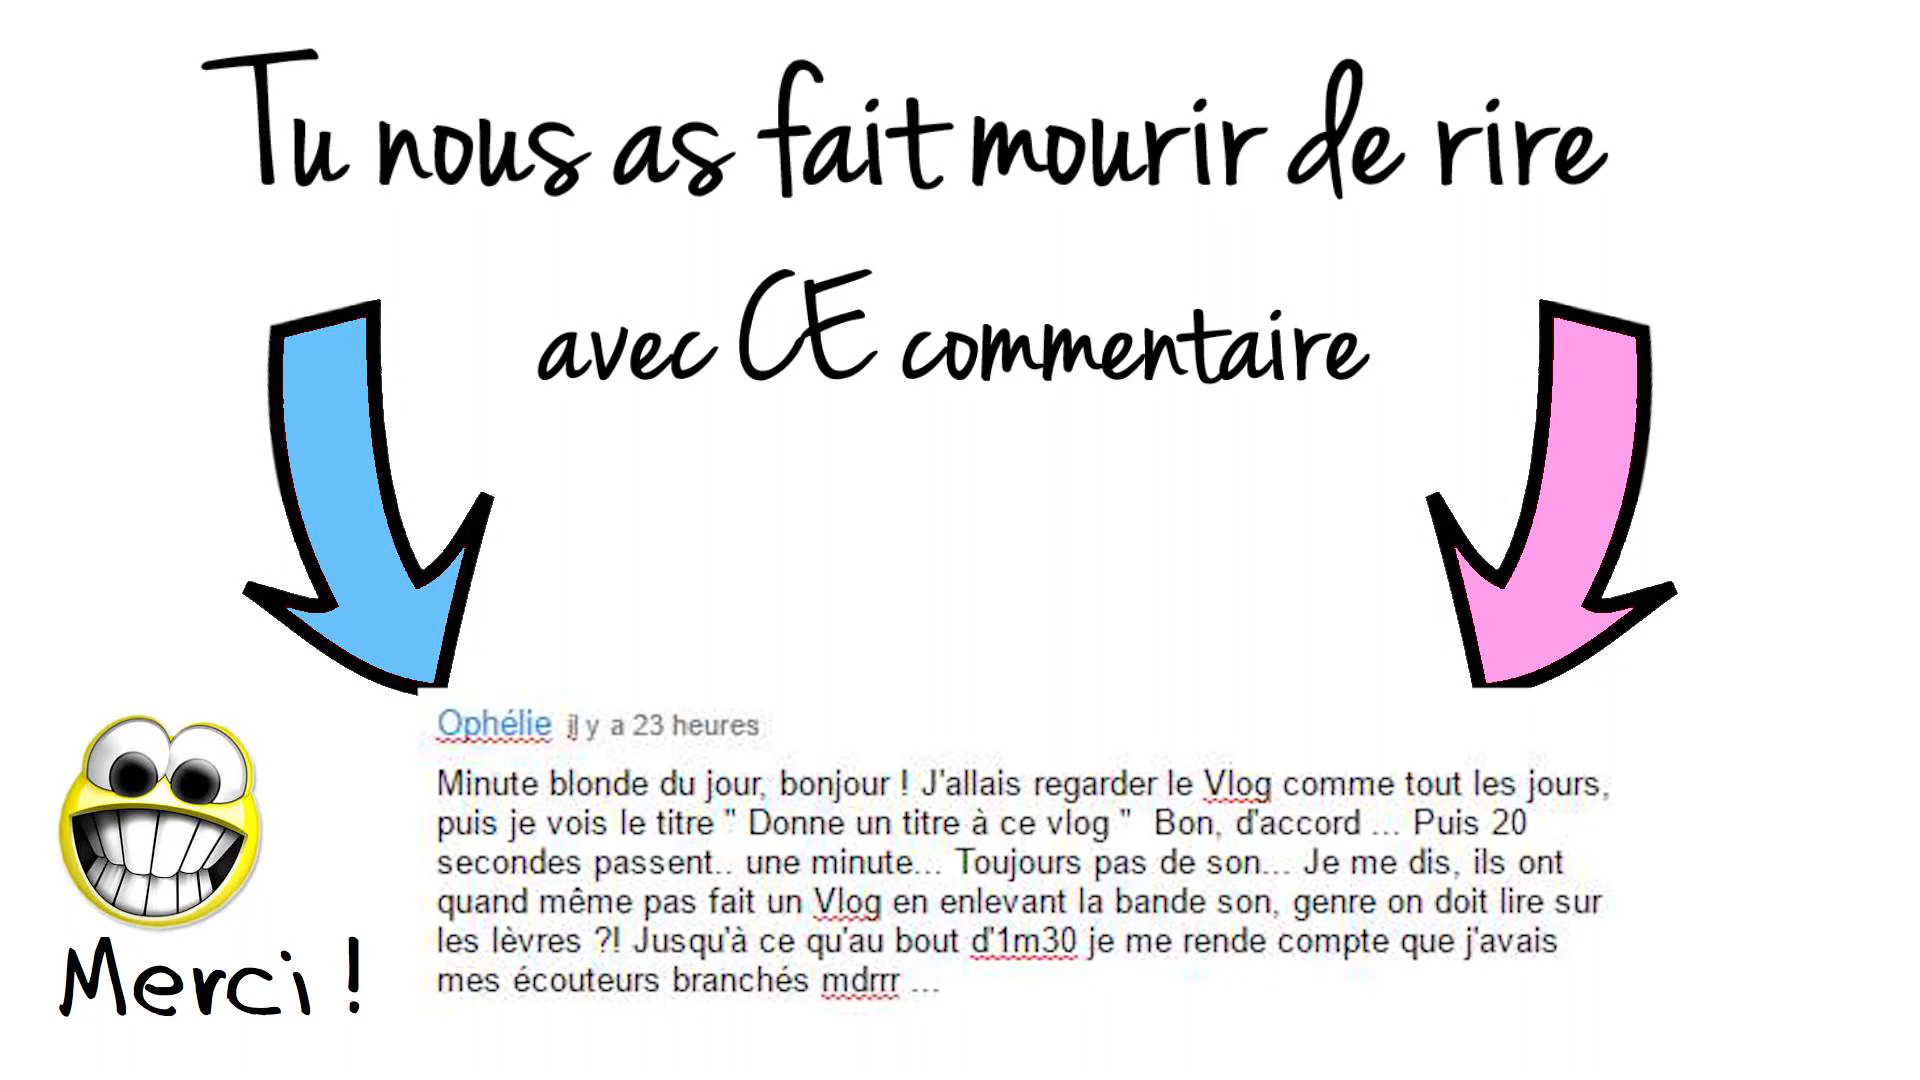 Tu nous as fait mourir de rire
avec CE commentaire
Ophélie il y a 23 heures
Minute blonde du jour, bonjour ! J'allais regarder le Vlog comme tout les jours,
puis je vois le titre " Donne un titre à ce vlog "  Bon, d'accord ... Puis 20
secondes passent.. une minute... Toujours pas de son... Je me dis, ils ont
quand même pas fait un Vlog en enlevant la bande son, genre on doit lire sur
les lèvres ?! Jusqu'à ce qu'au bout d'1m30 je me rende compte que j'avais
mes écouteurs branchés mdrrr ...
Merci !